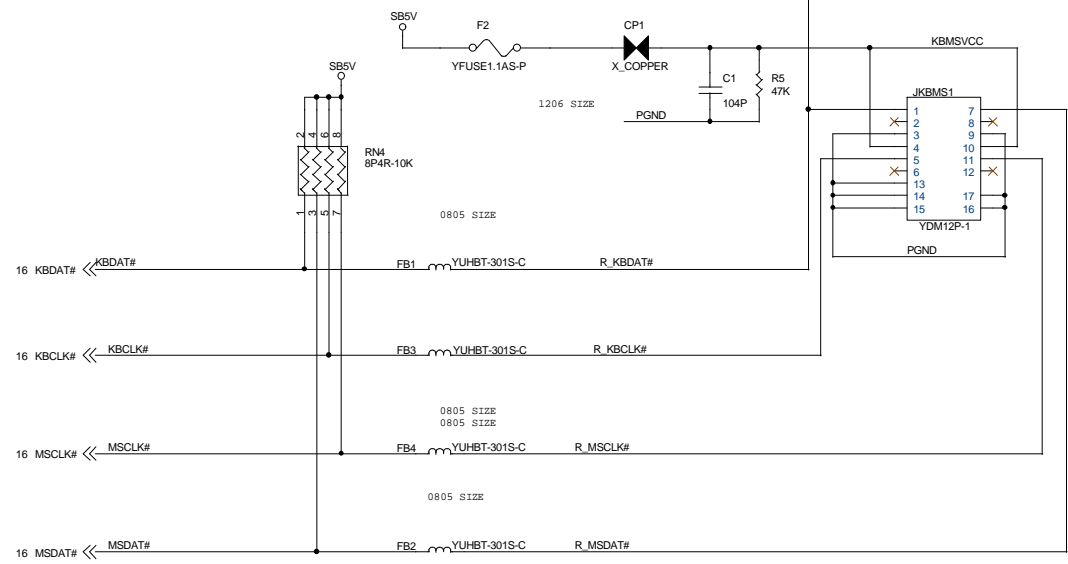 SB5V
F2
CP1
KBMSVCC
YFUSE1.1AS-P
X_COPPER
SB5V
C1
R5
104P
47K
1206 SIZE
PGND
JKBMS1
1 7
2 8
3 9
4 10
5 11
6 12
13
14 17
15 16
YDM12P-1
PGND
2 4 6 8
RN4
8P4R-10K
1 3 5 7
0805 SIZE
16 KBDAT# KBDAT# FB1 YUHBT-301S-C R_KBDAT#
16 KBCLK# KBCLK# FB3 YUHBT-301S-C R_KBCLK#
0805 SIZE
0805 SIZE
16 MSCLK# MSCLK# FB4 YUHBT-301S-C R_MSCLK#
0805 SIZE
16 MSDAT# MSDAT# FB2 YUHBT-301S-C R_MSDAT#